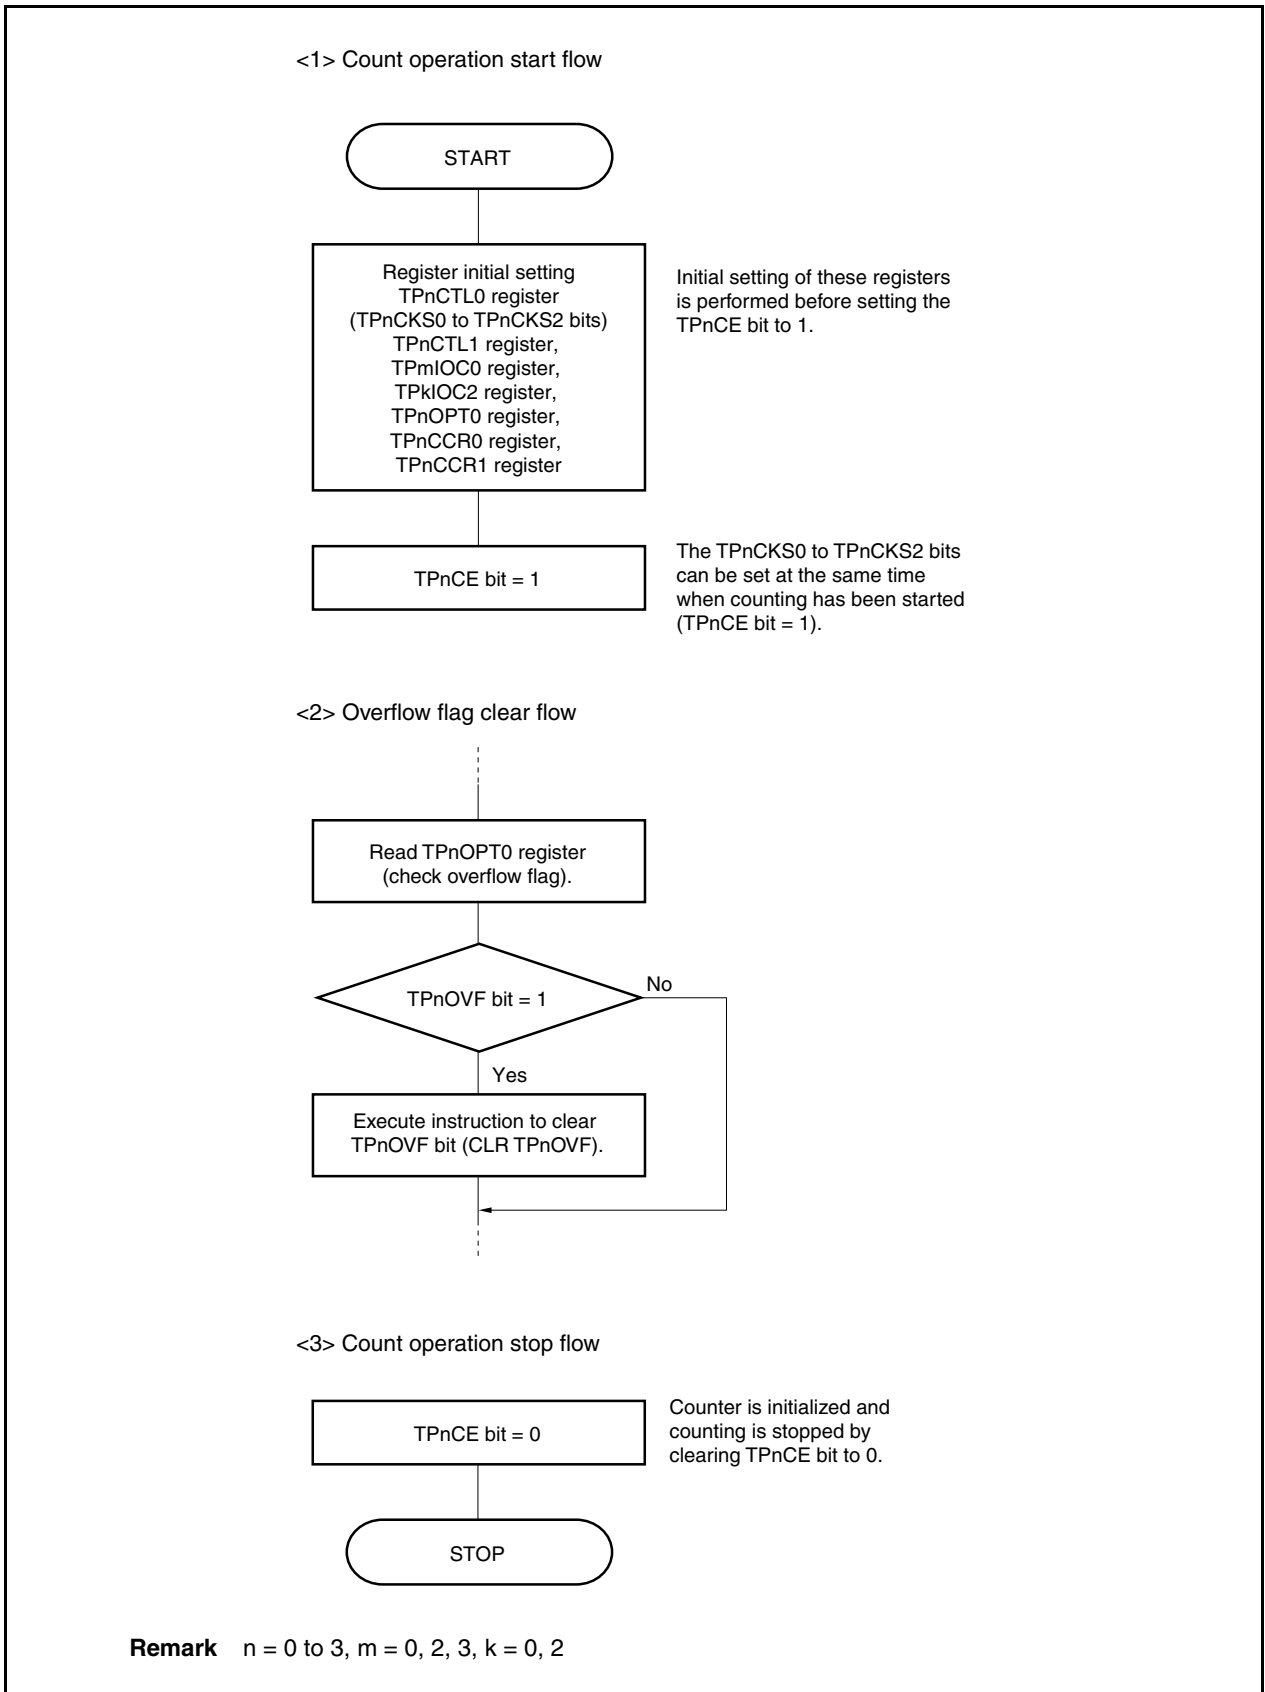 <1> Count operation start flow
START
Register initial setting
TPnCTL0 register
(TPnCKS0 to TPnCKS2 bits)
TPnCTL1 register,
TPmIOC0 register,
TPkIOC2 register,
TPnOPT0 register,
TPnCCR0 register,
TPnCCR1 register
Initial setting of these registers
is performed before setting the
TPnCE bit to 1.
TPnCE bit = 1
The TPnCKS0 to TPnCKS2 bits
can be set at the same time
when counting has been started
(TPnCE bit = 1).
<2> Overflow flag clear flow
Read TPnOPT0 register
(check overflow flag).
TPnOVF bit = 1
No
Yes
Execute instruction to clear
TPnOVF bit (CLR TPnOVF).
<3> Count operation stop flow
TPnCE bit = 0
Counter is initialized and
counting is stopped by
clearing TPnCE bit to 0.
STOP
Remark n = 0 to 3, m = 0, 2, 3, k = 0, 2